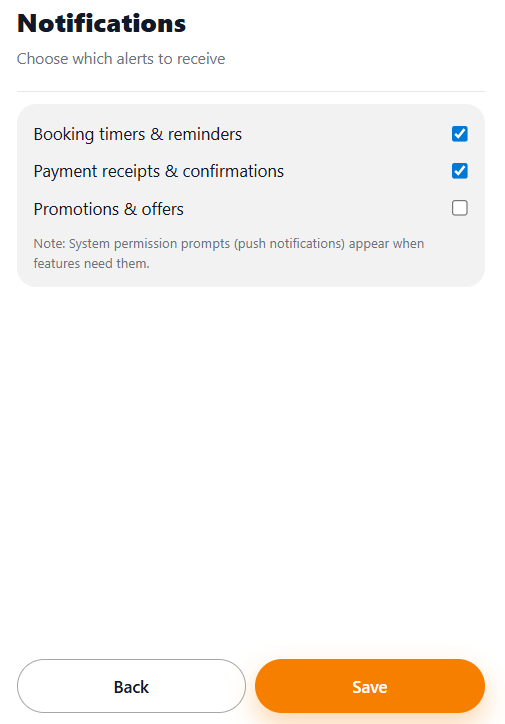 Notifications
Choose which alerts to receive
Booking timers & reminders
Payment receipts & confirmations
Promotions & offers
Note: System permission prompts (push notifications) appear when
features need them.
Back
Save